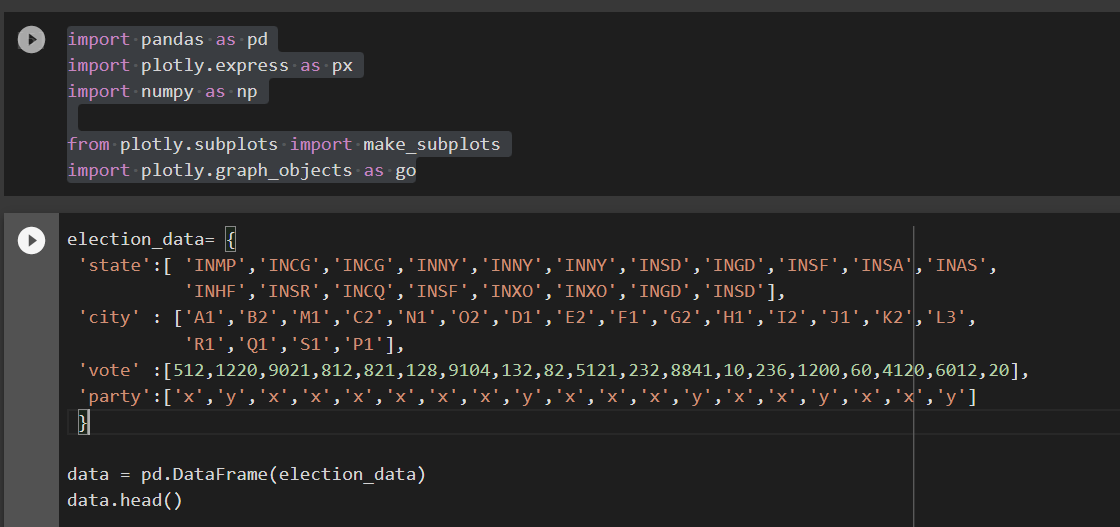 import pandas as pd
import plotly.express as px
import numpy as np
from plotly.subplots import make_subplots
import plotly.graph_objects as go
election_data= {
'state':[ 'INMP','INCG','INCG','INNY','INNY','INNY','INSD','INGD','INSF','INSA','INAS',
'INHF','INSR','INCQ','INSF','INXO','INXO','INGD','INSD'],
'city' : ['A1','B2','M1','C2','N1','O2','D1','E2','F1','G2','H1','I2','J1','K2','L3',
'R1','Q1','S1','P1'],
'vote' :[512,1220,9021,812,821,128,9104,132,82,5121,232,8841,10,236,1200,60,4120,6012,20],
'party':['x','y','x','x','x','x','x','x','y','x','x','x','y','x','x','y','x','x','y']
}
data = pd.DataFrame(election_data)
data.head()